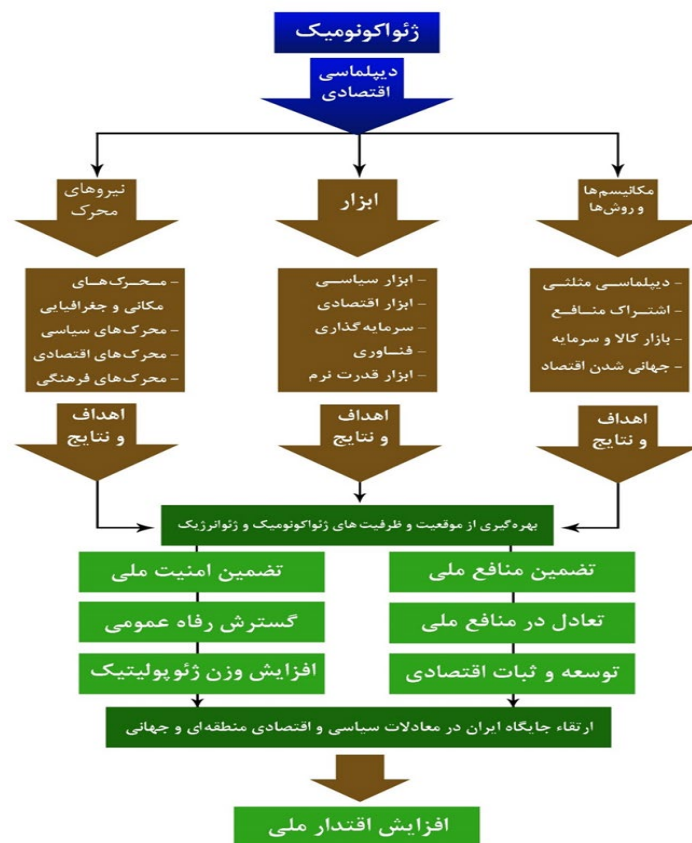 ژئواکونومیک
دیپلماسی
اقتصادی
مکانیسم‌ها
و روش‌ها
ابزار
نیروهای
محرک
– دیپلماسی مثلثی
– اشتراک منافع
– بازار کالا و سرمایه
– جهانی شدن اقتصاد
– ابزار سیاسی
– ابزار اقتصادی
– سرمایه‌گذاری
– فناوری
– ابزار قدرت نرم
– محرک‌های
مکانی و جغرافیایی
– محرک‌های سیاسی
– محرک‌های اقتصادی
– محرک‌های فرهنگی
اهداف
و نتایج
اهداف
و نتایج
اهداف
و نتایج
بهره‌گیری از موقعیت و ظرفیت‌های ژئواکونومیک و ژئوانرژیک
تضمین منافع ملی
تعادل در منافع ملی
توسعه و ثبات اقتصادی
تضمین امنیت ملی
گسترش رفاه عمومی
افزایش وزن ژئوپولیتیک
ارتقاء جایگاه ایران در معادلات سیاسی و اقتصادی منطقه‌ای و جهانی
افزایش اقتدار ملی